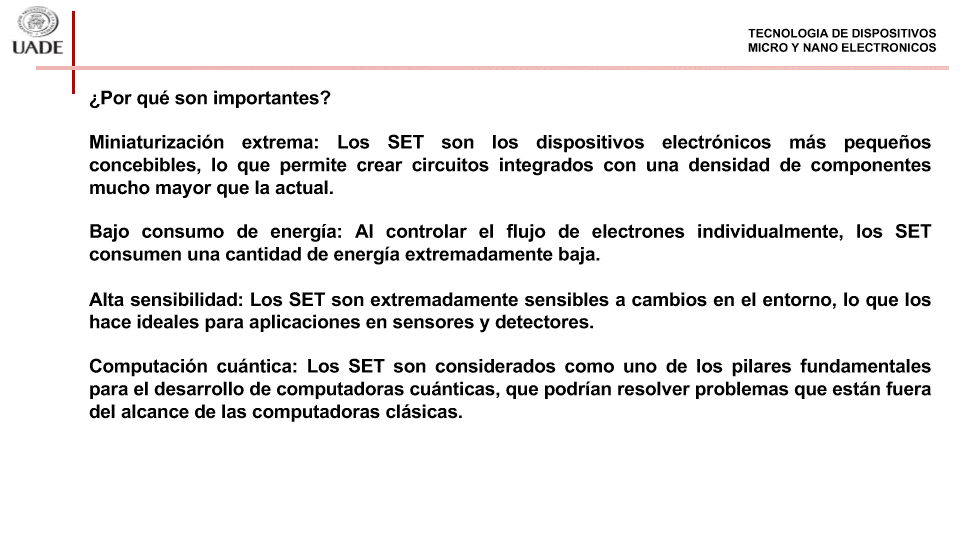 UADE
TECNOLOGIA DE DISPOSITIVOS
MICRO Y NANO ELECTRONICOS
¿Por qué son importantes?
Miniaturización extrema: Los SET son los dispositivos electrónicos más pequeños
concebibles, lo que permite crear circuitos integrados con una densidad de componentes
mucho mayor que la actual.
Bajo consumo de energía: Al controlar el flujo de electrones individualmente, los SET
consumen una cantidad de energía extremadamente baja.
Alta sensibilidad: Los SET son extremadamente sensibles a cambios en el entorno, lo que los
hace ideales para aplicaciones en sensores y detectores.
Computación cuántica: Los SET son considerados como uno de los pilares fundamentales
para el desarrollo de computadoras cuánticas, que podrían resolver problemas que están fuera
del alcance de las computadoras clásicas.